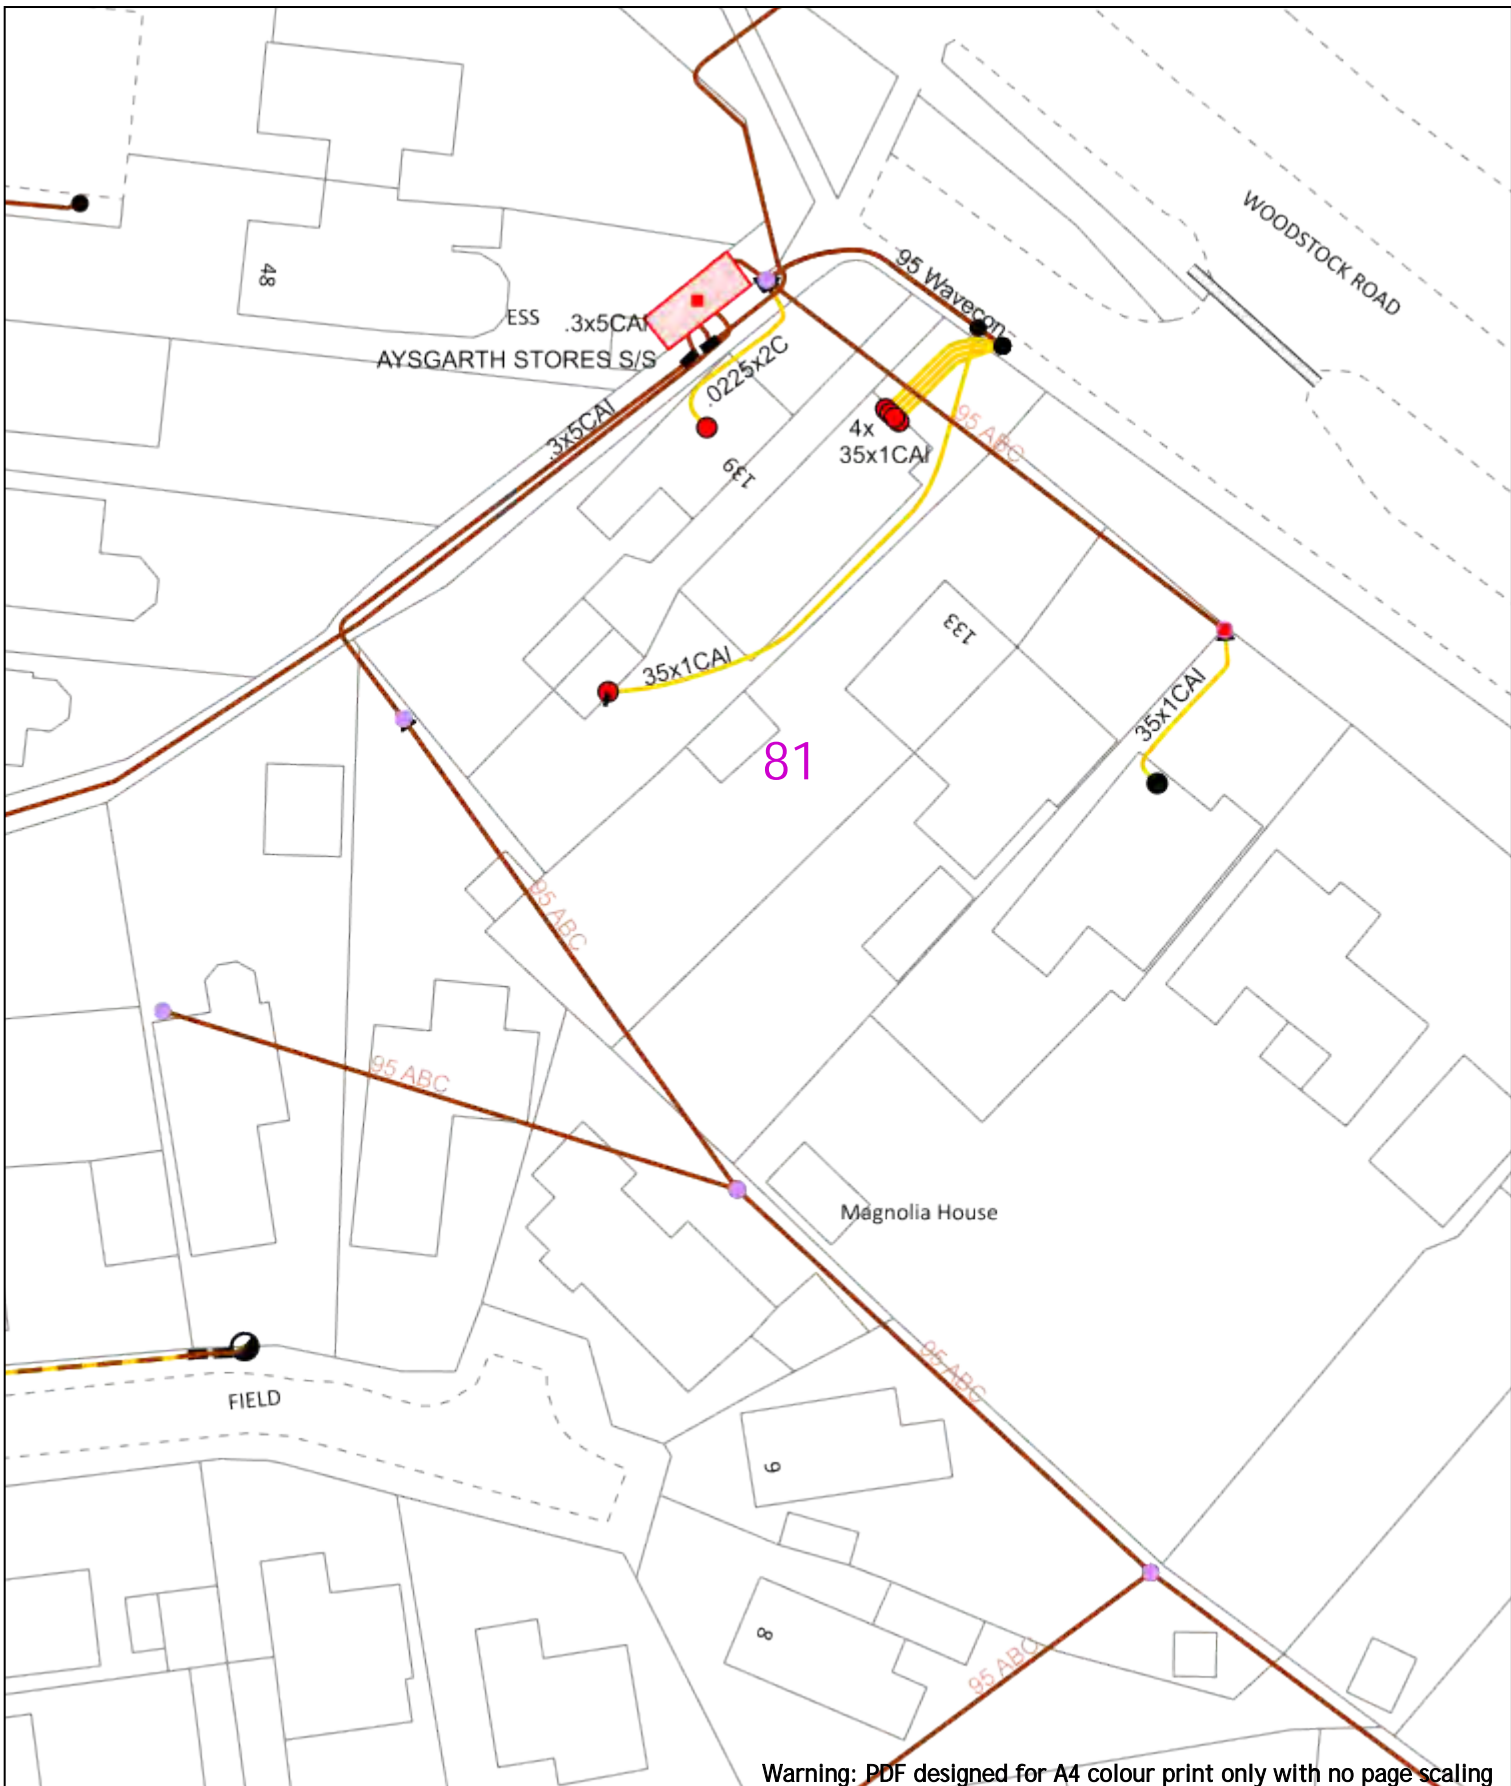 WOODSTOCK ROAD
95 Wavecon
48
ESS
.3x5CAI
AYSGARTH STORES S/S
.0225x2C
.3x5CAI
139
4x
35x1CAI
95 ABC
133
35x1CAI
35x1CAI
81
95 ABC
95 ABC
Magnolia House
95 ABC
FIELD
9
8
95 ABC
Warning: PDF designed for A4 colour print only with no page scaling